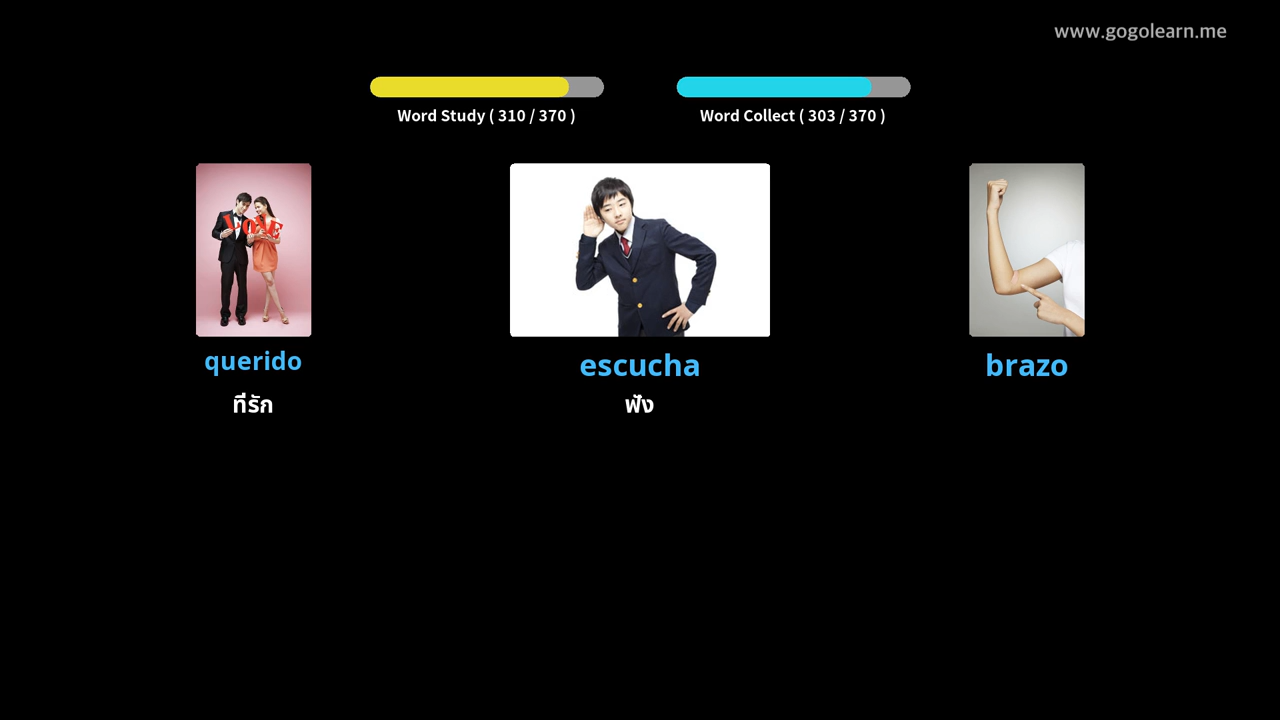 www.gogolearn.me
Word Study ( 310 / 370 )
Word Collect ( 303 / 370 )
LOVE
querido
escucha
brazo
ที่รัก
ฟัง